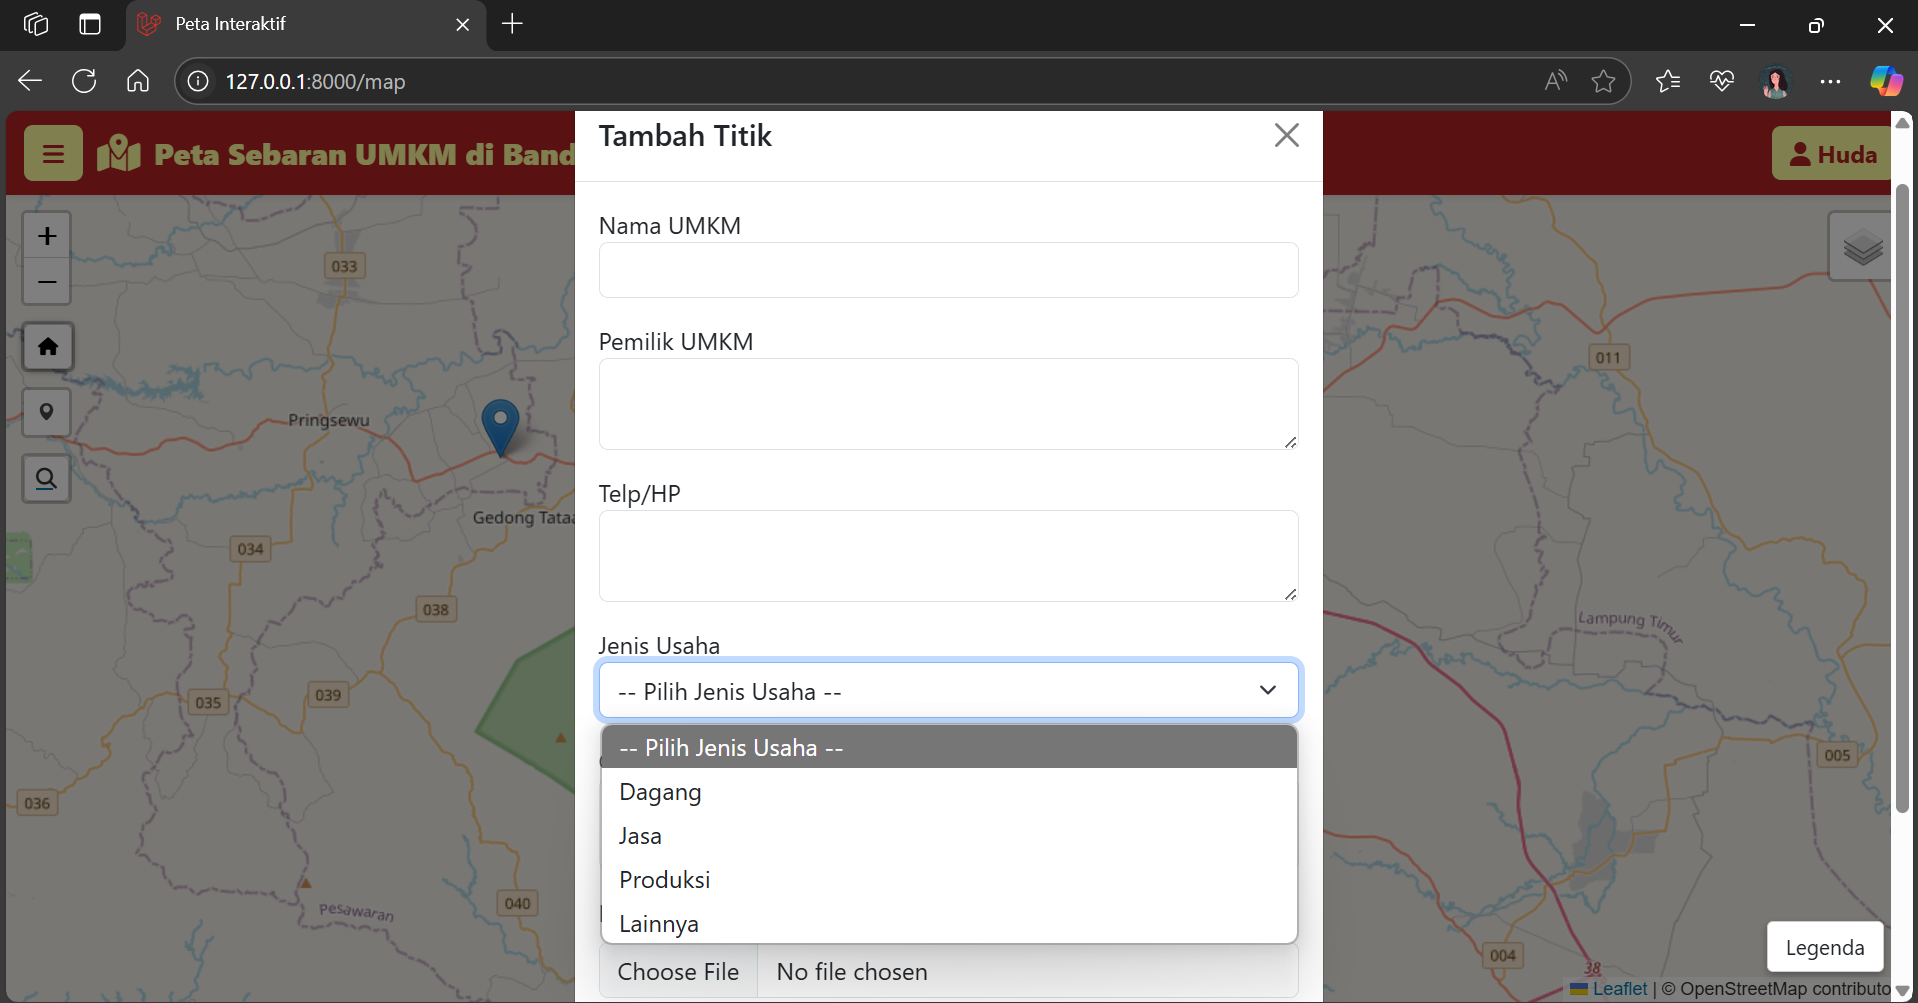 Peta Interaktif
127.0.0.1:8000/map
Peta Sebaran UMKM di Band
Huda
Tambah Titik
Nama UMKM
Pemilik UMKM
Telp/HP
Jenis Usaha
-- Pilih Jenis Usaha --
-- Pilih Jenis Usaha --
Dagang
Jasa
Produksi
Lainnya
Choose File
No file chosen
+
−
033
Pringsewu
Gedong Tataa
034
038
039
035
036
Pesawaran
040
011
Lampung Timur
005
004
38
Legenda
Leaflet | © OpenStreetMap contributo